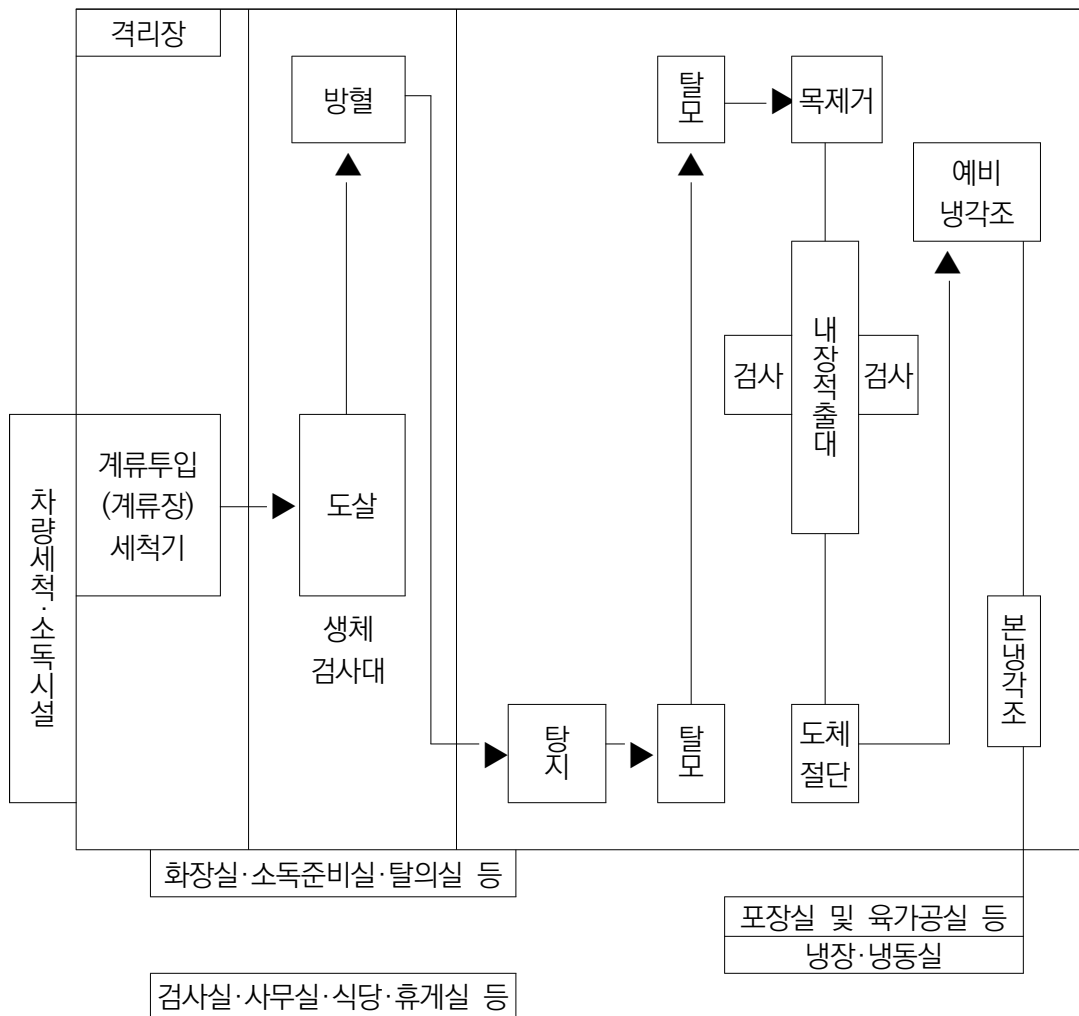 격리장
방혈
탈모
목제거
예비
냉각조
내장적출대
검사
검사
차량세척·소독시설
계류투입
(계류장)
세척기
도살
생체
검사대
본냉각조
탕지
탈모
도체
절단
화장실·소독준비실·탈의실 등
포장실 및 육가공실 등
냉장·냉동실
검사실·사무실·식당·휴게실 등